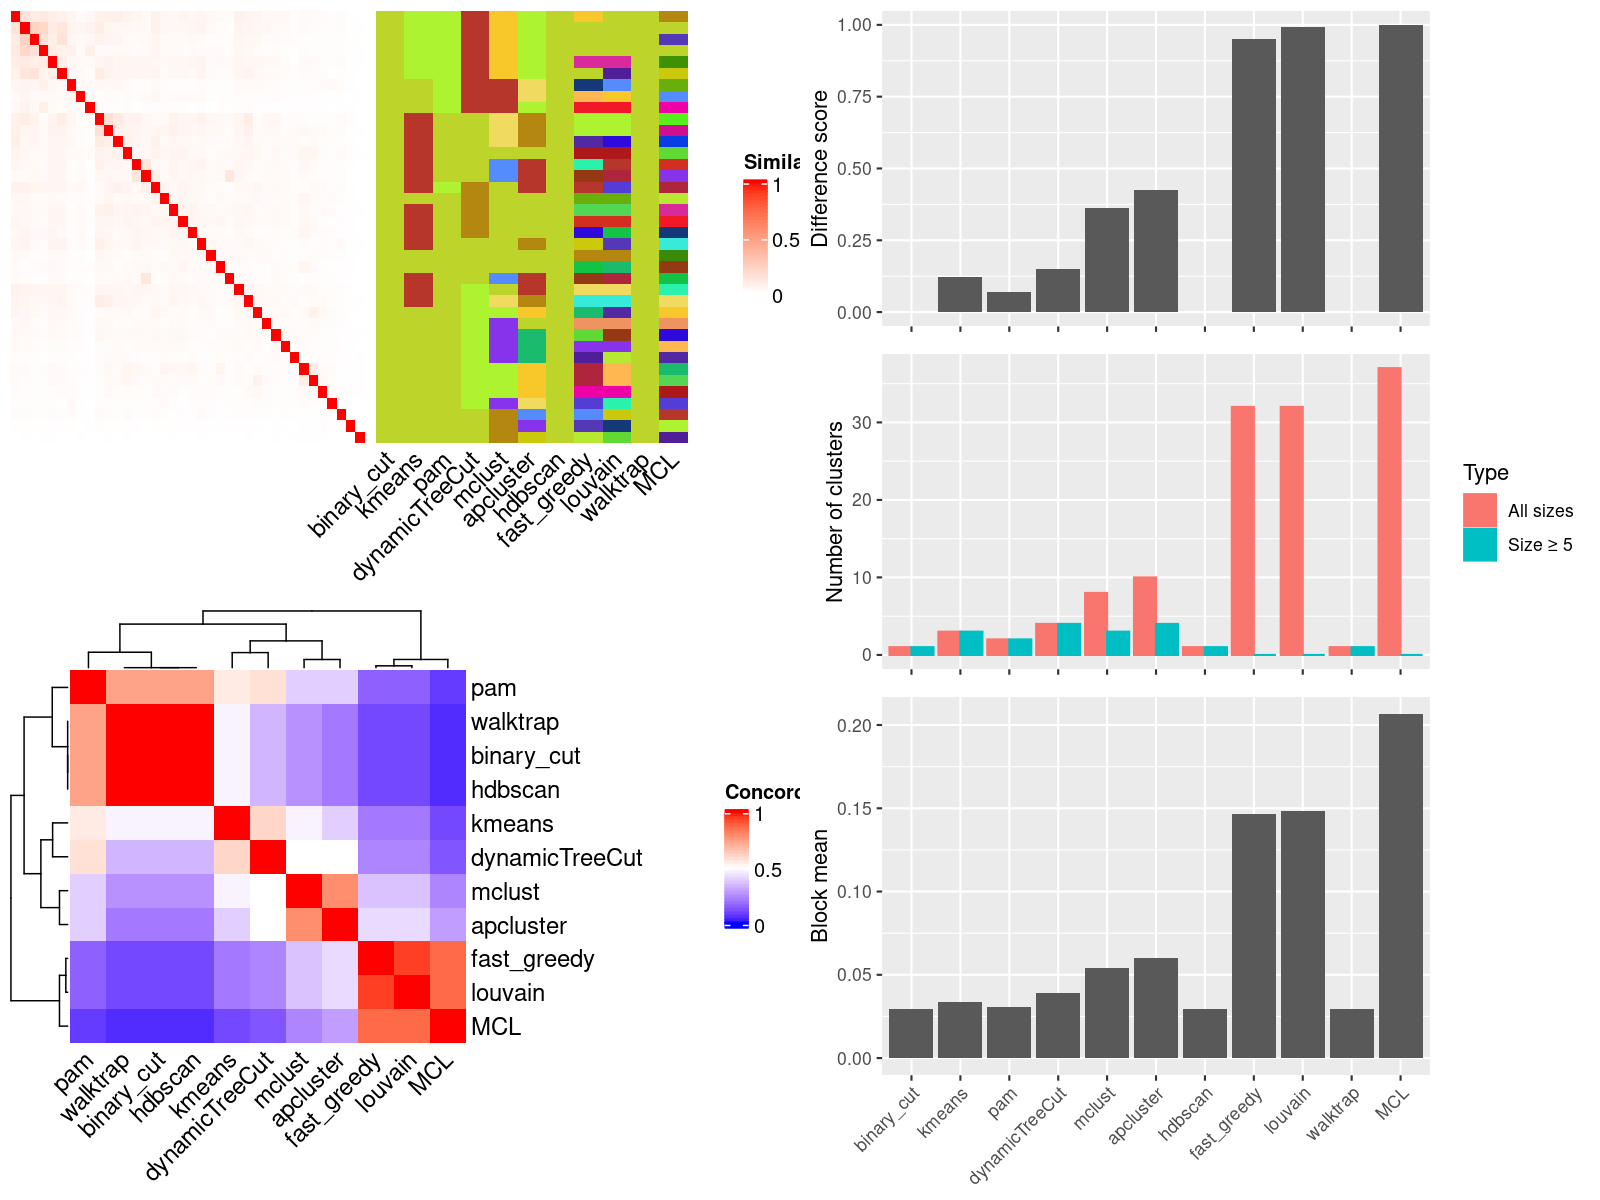 Simila
1
0.5
0
binary_cut
kmeans
pam
dynamicTreeCut
mclust
apcluster
hdbscan
fast_greedy
louvain
walktrap
MCL
pam
walktrap
binary_cut
hdbscan
kmeans
dynamicTreeCut
mclust
apcluster
fast_greedy
louvain
MCL
pam
walktrap
binary_cut
hdbscan
kmeans
dynamicTreeCut
mclust
apcluster
fast_greedy
louvain
MCL
Concord
1
0.5
0
Difference score
1.00
0.75
0.50
0.25
0.00
Number of clusters
30
20
10
0
Type
All sizes
Size ≥ 5
Block mean
0.20
0.15
0.10
0.05
0.00
binary_cut
kmeans
pam
dynamicTreeCut
mclust
apcluster
hdbscan
fast_greedy
louvain
walktrap
MCL